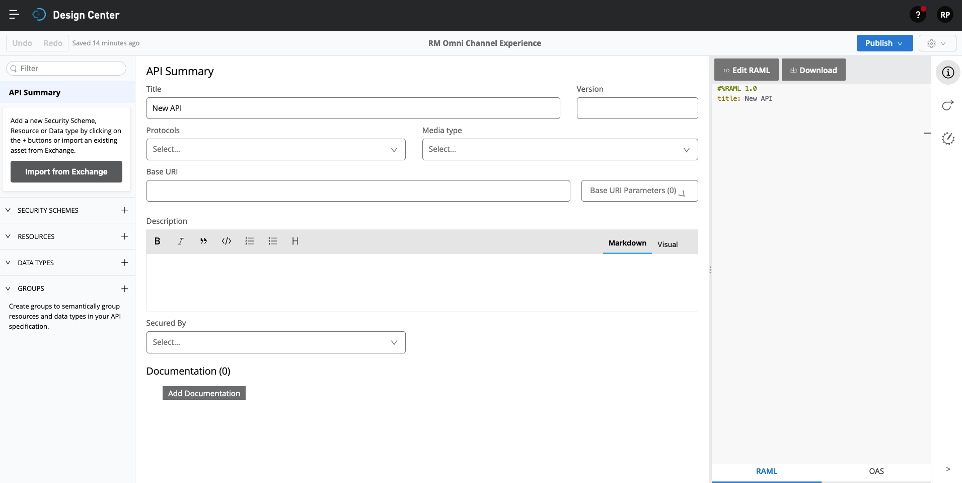 Design Center
?
RP
Undo Redo Saved 14 minutes ago
RM Omni Channel Experience
Publish
Filter
API Summary
Add a new Security Scheme,
Resource or Data type by clicking on
the + buttons or import an existing
asset from Exchange.
Import from Exchange
SECURITY SCHEMES
RESOURCES
DATA TYPES
GROUPS
Create groups to semantically group
resources and data types in your API
specification.
API Summary
Title
New API
Version
Protocols
Select...
Media type
Select...
Base URI
Base URI Parameters (0)
Description
B I ” </> H
Markdown Visual
Secured By
Select...
Documentation (0)
Add Documentation
Edit RAML
Download
#%RAML 1.0
title: New API
RAML OAS